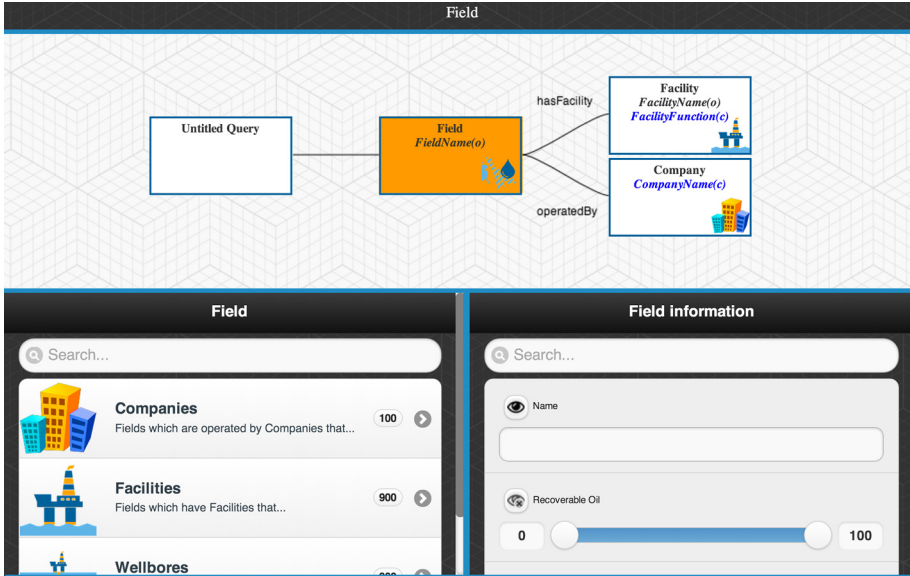 Field
Untitled Query
Field
FieldName(o)
hasFacility
Facility
FacilityName(o)
FacilityFunction(c)
operatedBy
Company
CompanyName(c)
Field
Search...
Companies
Fields which are operated by Companies that...
100
Facilities
Fields which have Facilities that...
900
Wellbores
Field information
Search...
Name
Recoverable Oil
0
100